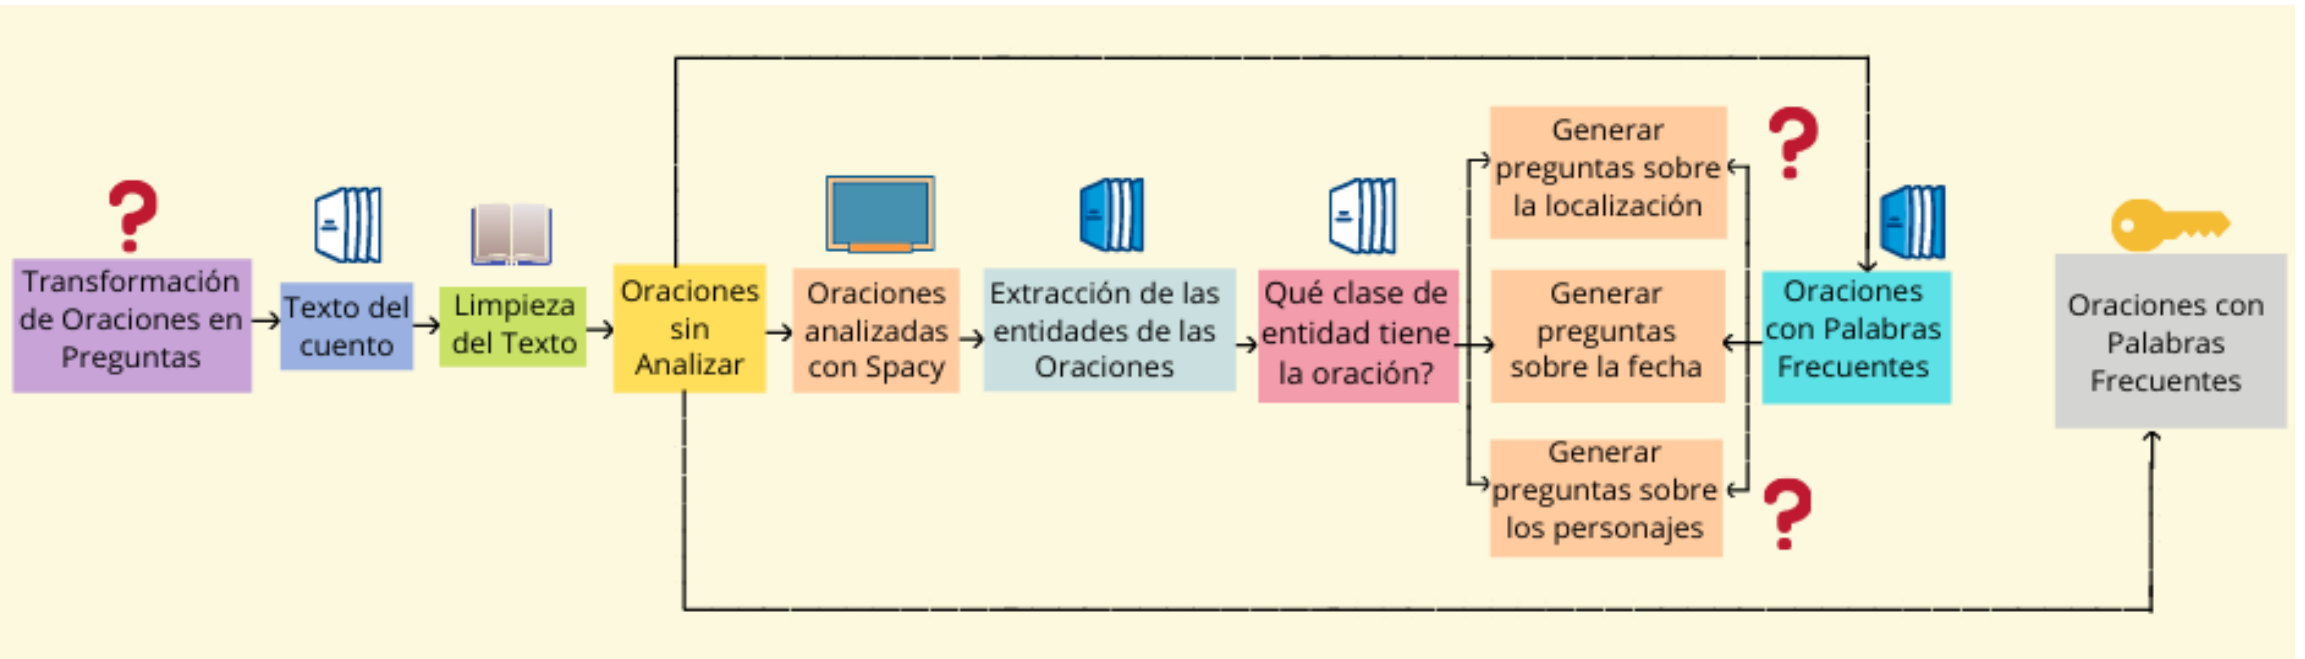 Transformación
de Oraciones en
Preguntas
Texto del
cuento
Limpieza
del Texto
Oraciones
sin
Analizar
Oraciones
analizadas
con Spacy
Extracción de las
entidades de las
Oraciones
Qué clase de
entidad tiene
la oración?
Generar
preguntas sobre
la localización
Generar
preguntas
sobre la fecha
Generar
preguntas sobre
los personajes
Oraciones
con Palabras
Frecuentes
Oraciones con
Palabras
Frecuentes